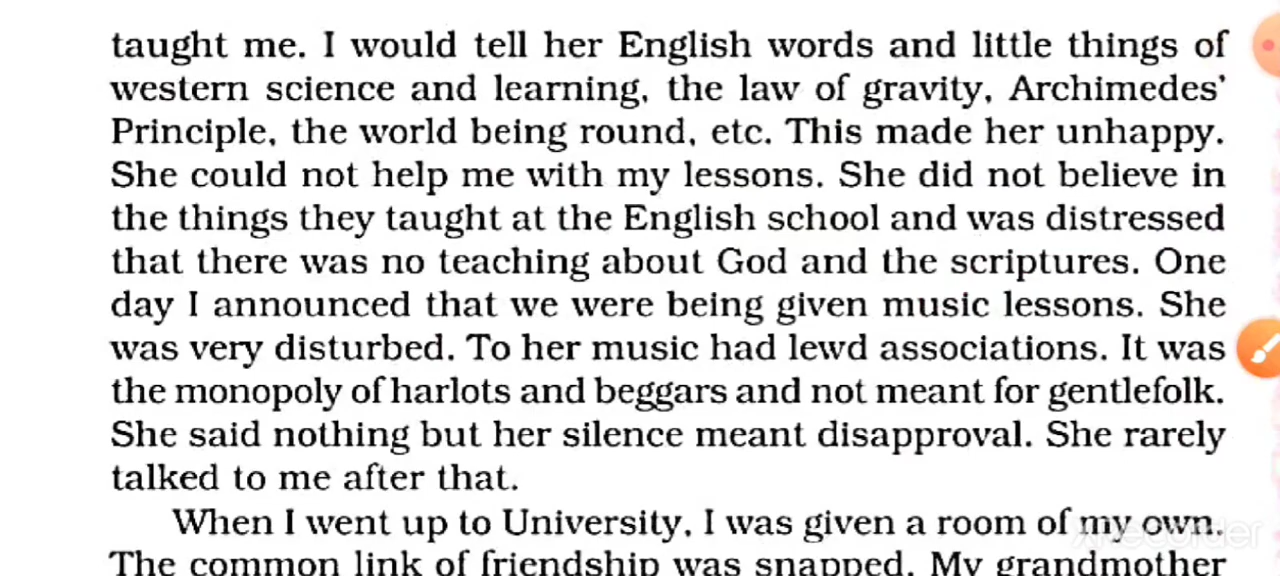 taught me. I would tell her English words and little things of
western science and learning, the law of gravity, Archimedes'
Principle, the world being round, etc. This made her unhappy.
She could not help me with my lessons. She did not believe in
the things they taught at the English school and was distressed
that there was no teaching about God and the scriptures. One
day I announced that we were being given music lessons. She
was very disturbed. To her music had lewd associations. It was
the monopoly of harlots and beggars and not meant for gentlefolk.
She said nothing but her silence meant disapproval. She rarely
talked to me after that.
When I went up to University, I was given a room of my own.
The common link of friendship was snapped. My grandmother